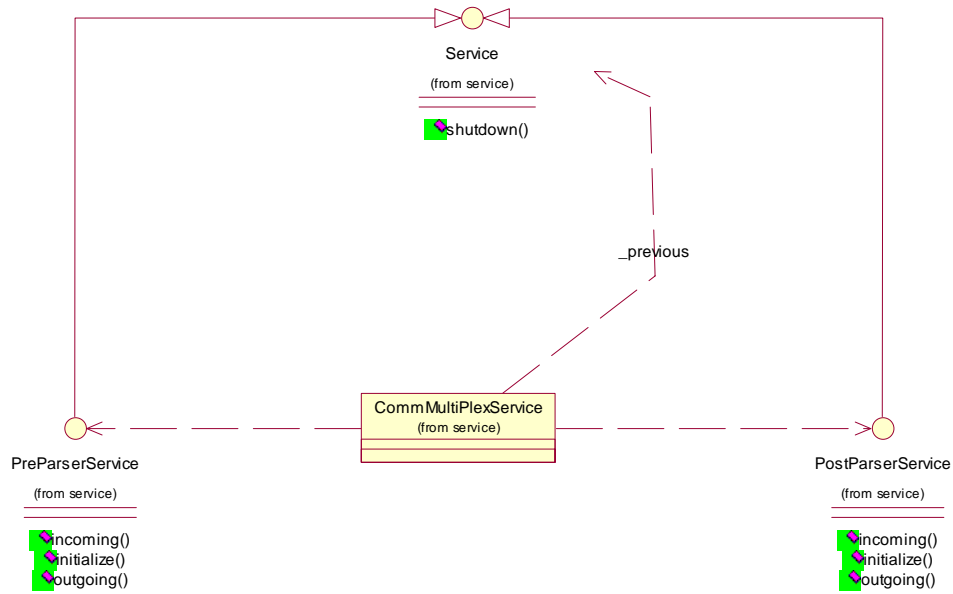 Service
(from service)
shutdown()
_previous
CommMultiPlexService
(from service)
PreParserService
(from service)
incoming()
initialize()
outgoing()
PostParserService
(from service)
incoming()
initialize()
outgoing()